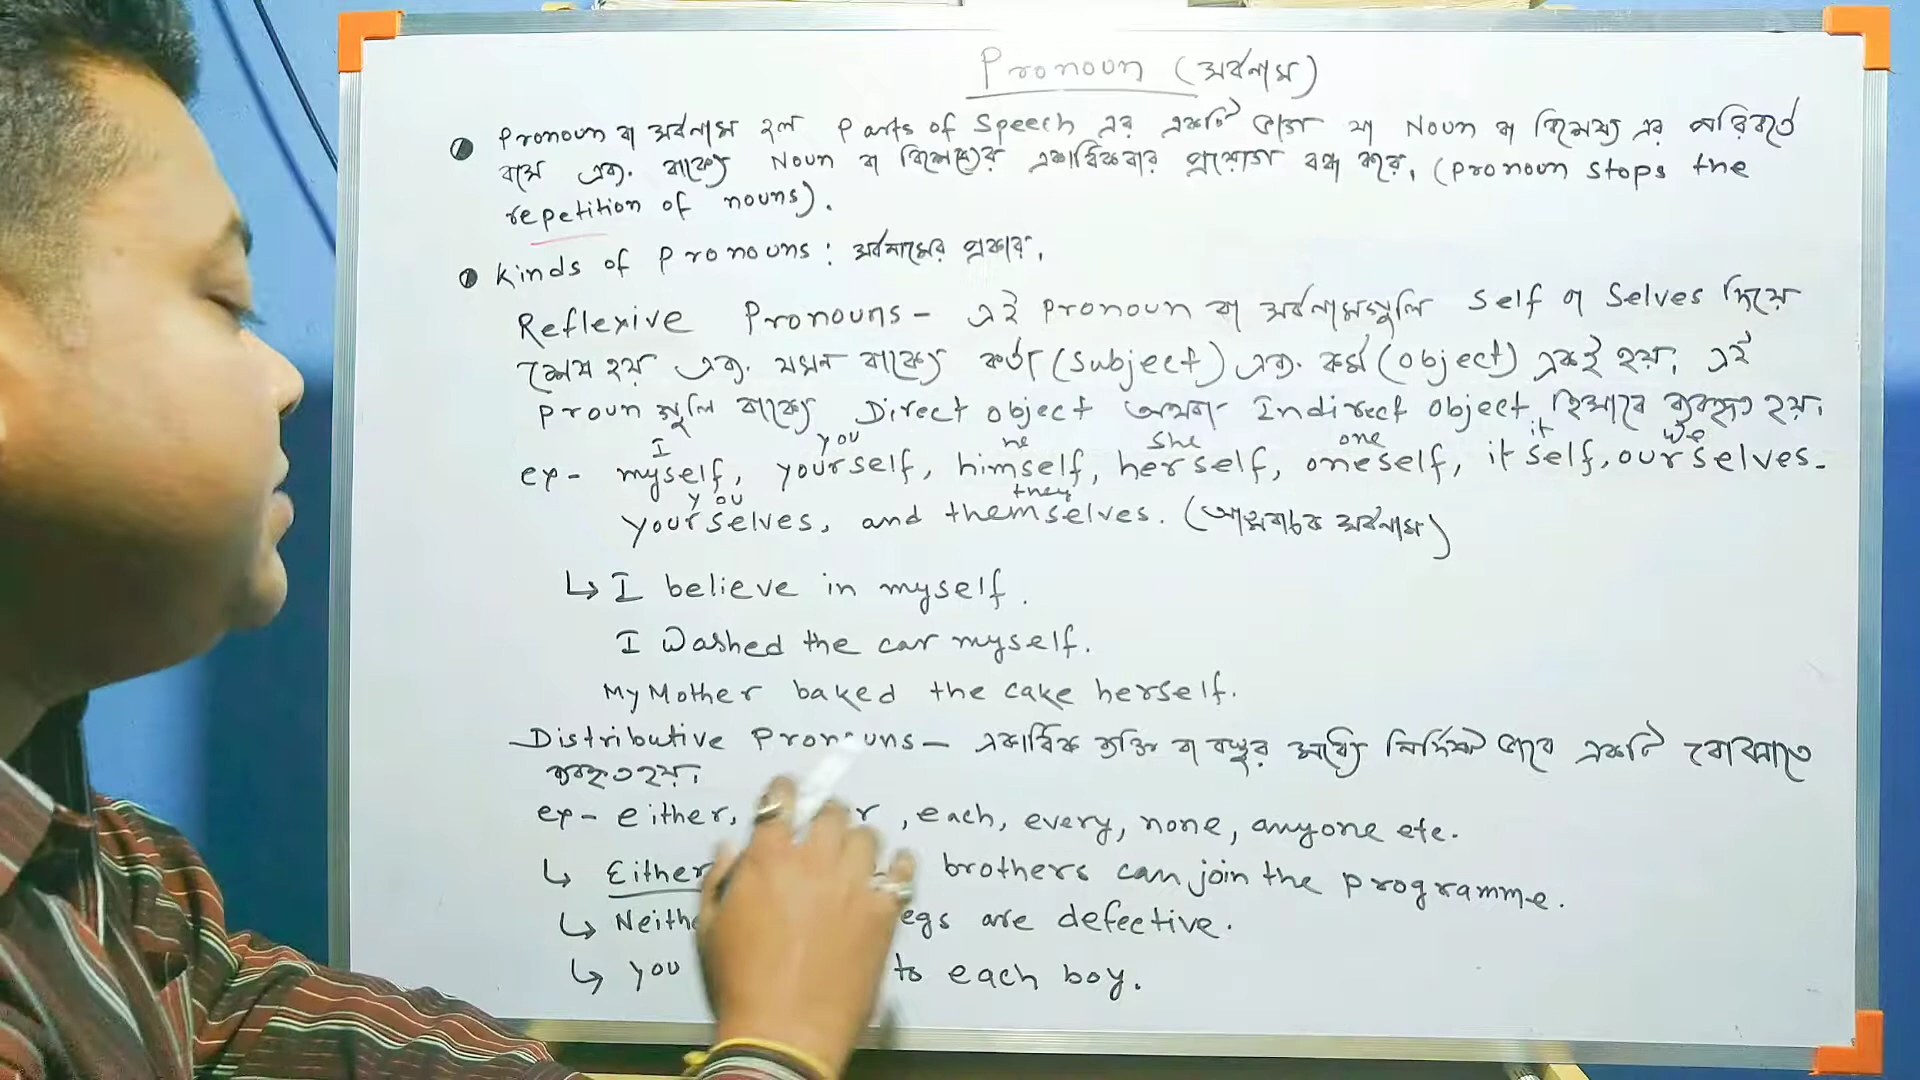 Pronoun (সর্বনাম)
Pronoun বা সর্বনাম হল Parts of Speech এর একটি ভাগ যা Noun বা বিশেষ্য এর পরিবর্তে
বসে এবং বাক্যে Noun বা বিশেষ্যের একাধিকবার প্রয়োগ বন্ধ করে. (Pronoun stops the
repetition of nouns).
Kinds of Pronouns: সর্বনামের প্রকার.
Reflexive Pronouns - এই Pronoun বা সর্বনামগুলি Self বা Selves দিয়ে
শেষ হয় এবং যখন বাক্যে কর্তা (Subject) এবং কর্ম (object) একই হয়. এই
Proun গুলি বাক্যে Direct object অথবা Indirect object হিসাবে ব্যবহৃত হয়.
I you he she one it we
ex- myself, yourself, himself, herself, oneself, itself, ourselves.
you they
yourselves, and themselves. (আত্মবাচক সর্বনাম)
↳ I believe in myself.
I Washed the car myself.
My Mother baked the cake herself.
Distributive Pronouns - একাধিক ব্যক্তি বা বস্তুর মধ্যে নির্দিষ্ট ভাবে একটি বোঝাতে
ব্যবহৃত হয়.
ex- either, r, each, every, none, anyone etc.
↳ Either brothers can join the programme.
↳ Neithe egs are defective.
↳ you to each boy.